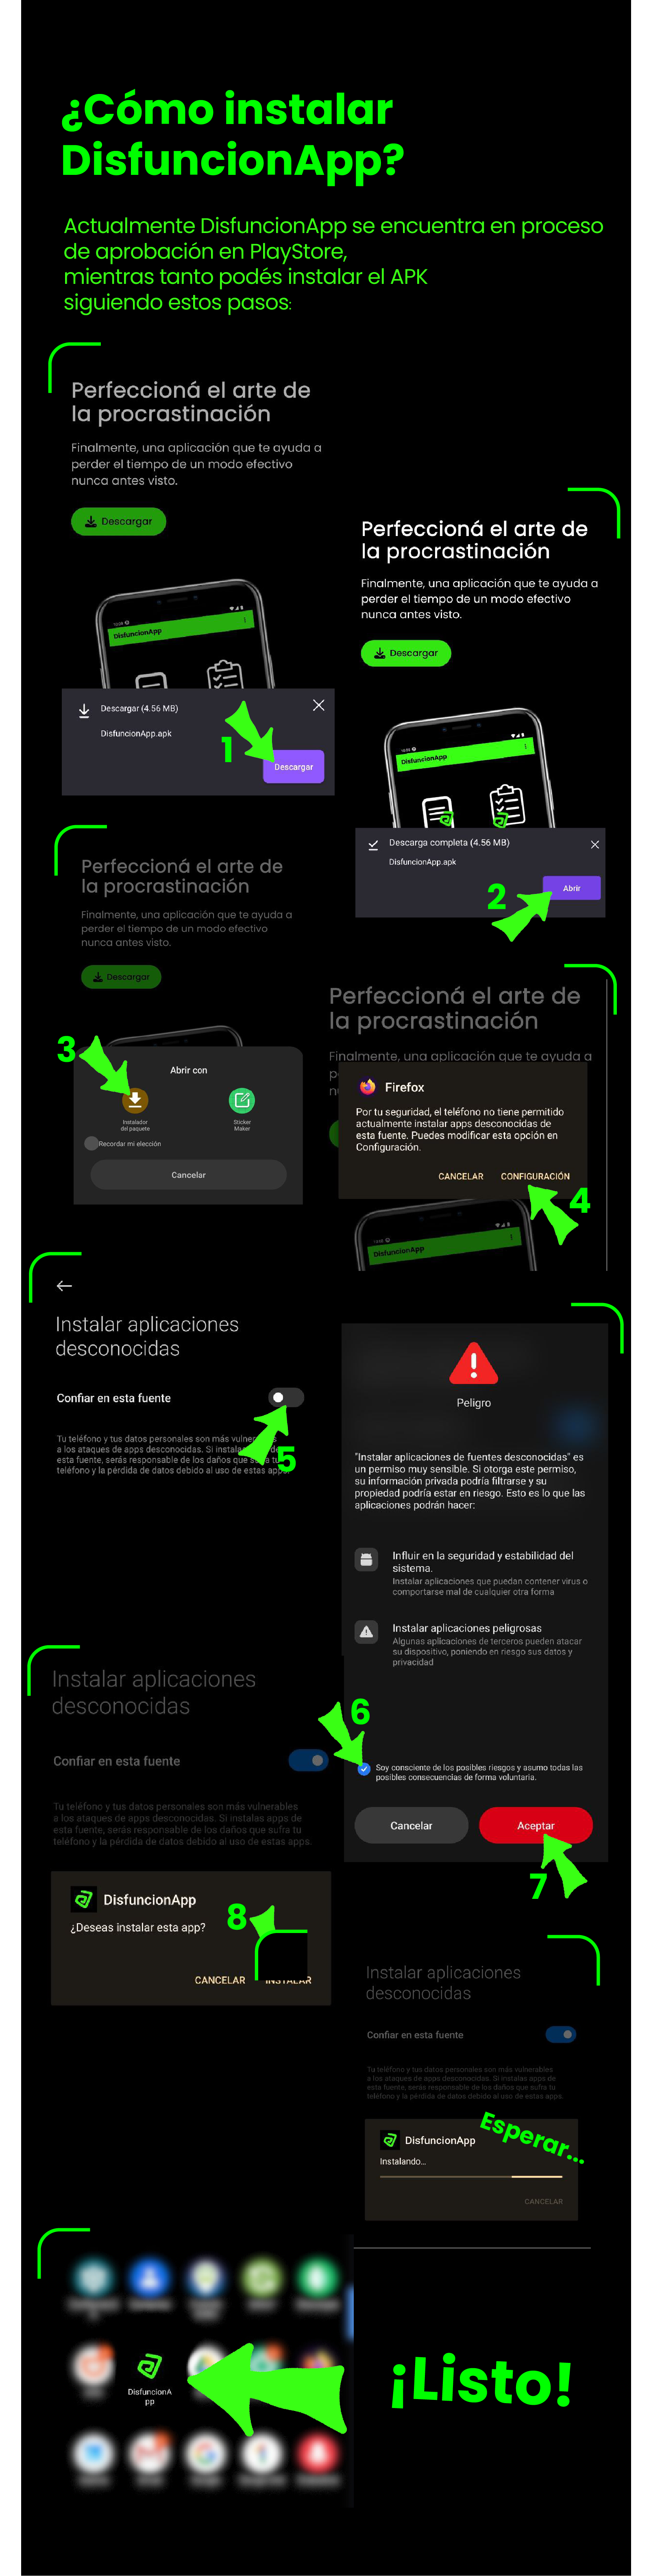 ¿Cómo instalar
DisfuncionApp?
Actualmente DisfuncionApp se encuentra en proceso
de aprobación en PlayStore,
mientras tanto podés instalar el APK
siguiendo estos pasos:
Perfeccioná el arte de
la procrastinación
Finalmente, una aplicación que te ayuda a
perder el tiempo de un modo efectivo
nunca antes visto.
Descargar
DisfuncionApp
Descargar (4.56 MB)
DisfuncionApp.apk
1
Descargar
Perfeccioná el arte de
la procrastinación
Finalmente, una aplicación que te ayuda a
perder el tiempo de un modo efectivo
nunca antes visto.
Descargar
DisfuncionApp
Descarga completa (4.56 MB)
DisfuncionApp.apk
2
Abrir
Perfeccioná el arte de
la procrastinación
Finalmente, una aplicación que te ayuda a
perder el tiempo de un modo efectivo
nunca antes visto.
Descargar
3
Abrir con
Instalador
del paquete
Sticker
Maker
Recordar mi elección
Cancelar
Perfeccioná el arte de
la procrastinación
Finalmente, una aplicación que te ayuda a
Firefox
Por tu seguridad, el teléfono no tiene permitido
actualmente instalar apps desconocidas de
esta fuente. Puedes modificar esta opción en
Configuración.
CANCELAR CONFIGURACIÓN
4
DisfuncionApp
Instalar aplicaciones
desconocidas
Confiar en esta fuente
Tu teléfono y tus datos personales son más vulner
a los ataques de apps desconocidas. Si instala de
esta fuente, serás responsable de los daños que tu
teléfono y la pérdida de datos debido al uso de estas apps.
5
Peligro
"Instalar aplicaciones de fuentes desconocidas" es
un permiso muy sensible. Si otorga este permiso,
su información privada podría filtrarse y su
propiedad podría estar en riesgo. Esto es lo que las
aplicaciones podrán hacer:
Influir en la seguridad y estabilidad del
sistema.
Instalar aplicaciones que puedan contener virus o
comportarse mal de cualquier otra forma
Instalar aplicaciones peligrosas
Algunas aplicaciones de terceros pueden atacar
su dispositivo, poniendo en riesgo sus datos y
privacidad
6
Soy consciente de los posibles riesgos y asumo todas las
posibles consecuencias de forma voluntaria.
Cancelar
Aceptar
7
Instalar aplicaciones
desconocidas
Confiar en esta fuente
Tu teléfono y tus datos personales son más vulnerables
a los ataques de apps desconocidas. Si instalas apps de
esta fuente, serás responsable de los daños que sufra tu
teléfono y la pérdida de datos debido al uso de estas apps.
DisfuncionApp
¿Deseas instalar esta app?
8
CANCELAR INSTALAR
Instalar aplicaciones
desconocidas
Confiar en esta fuente
Tu teléfono y tus datos personales son más vulnerables
a los ataques de apps desconocidas. Si instalas apps de
esta fuente, serás responsable de los daños que sufra tu
teléfono y la pérdida de datos debido al uso de estas apps.
DisfuncionApp
Esperar...
Instalando...
CANCELAR
DisfuncionA
pp
¡Listo!